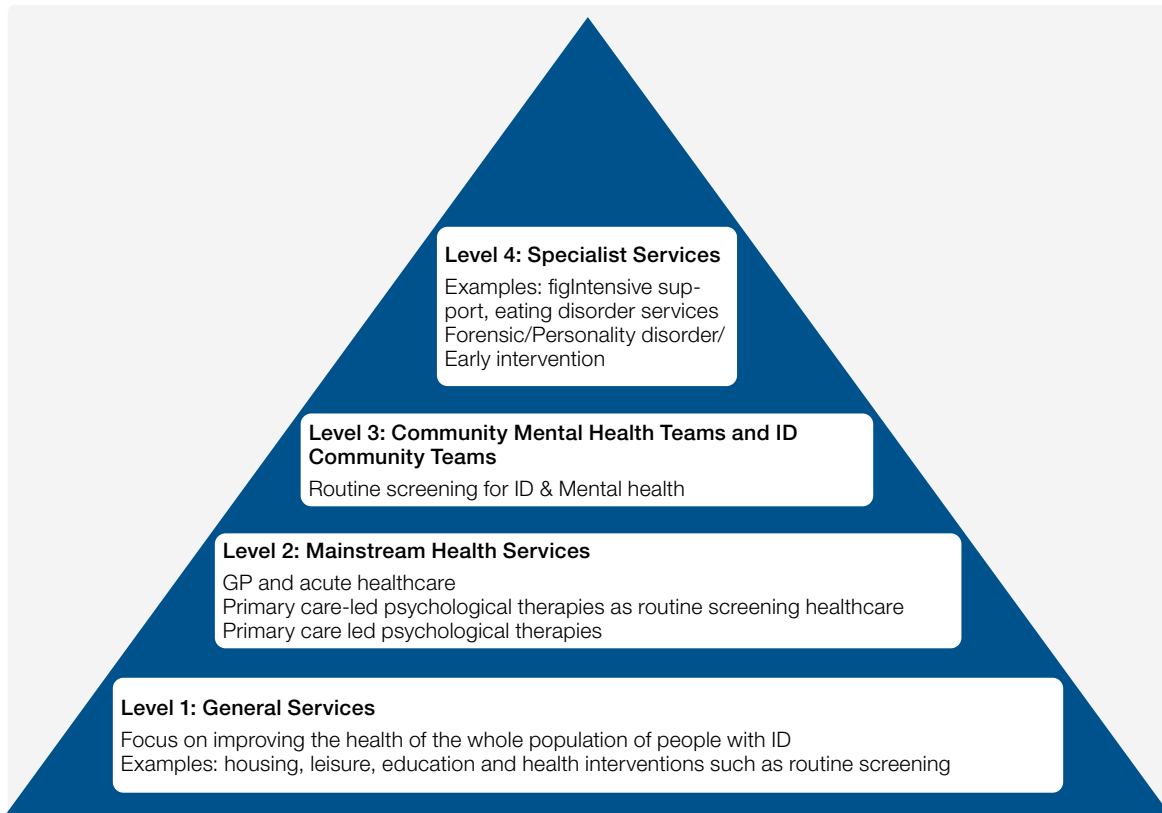 Level 4: Specialist Services
Examples: figIntensive sup-
port, eating disorder services
Forensic/Personality disorder/
Early intervention
Level 3: Community Mental Health Teams and ID
Community Teams
Routine screening for ID & Mental health
Level 2: Mainstream Health Services
GP and acute healthcare
Primary care-led psychological therapies as routine screening healthcare
Primary care led psychological therapies
Level 1: General Services
Focus on improving the health of the whole population of people with ID
Examples: housing, leisure, education and health interventions such as routine screening